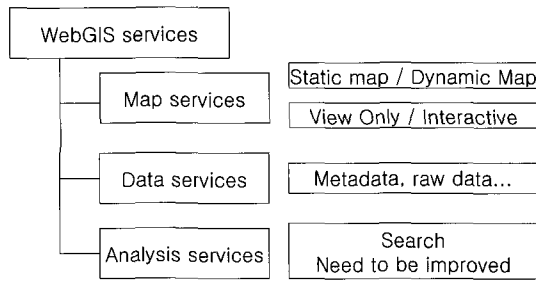 WebGIS services
Map services
Static map / Dynamic Map
View Only / Interactive
Data services
Metadata, raw data...
Analysis services
Search
Need to be improved